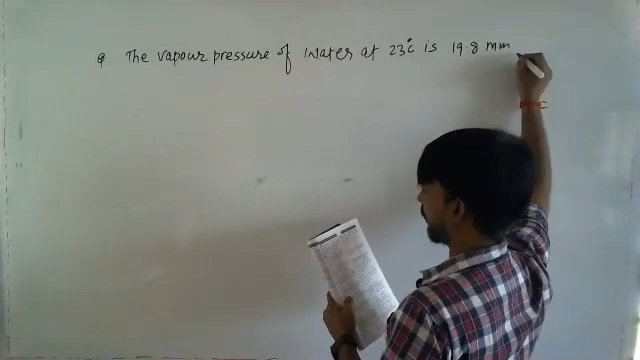 Q The vapour pressure of water at 23°C is 19.8 mm